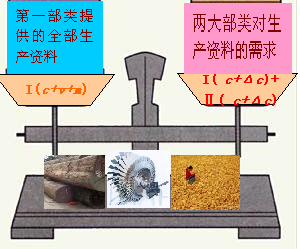 第一部类提
供的全部生
产资料
I(c+v+m)
两大部类对生
产资料的需求
I( c+Δc)+
II( c+Δc)